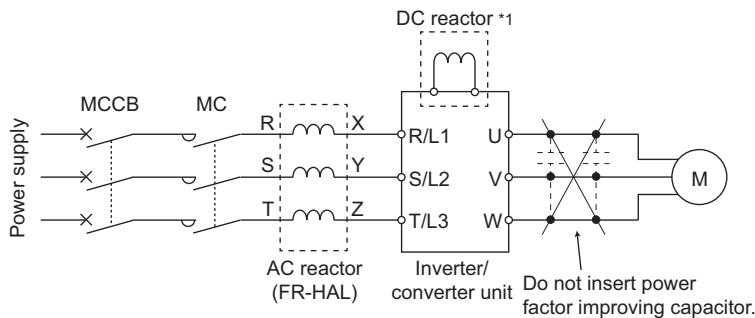 DC reactor *1
MCCB
MC
R
X
R/L1
U
S
Y
S/L2
V
M
T
Z
T/L3
W
Power supply
AC reactor
(FR-HAL)
Inverter/
converter unit
Do not insert power
factor improving capacitor.